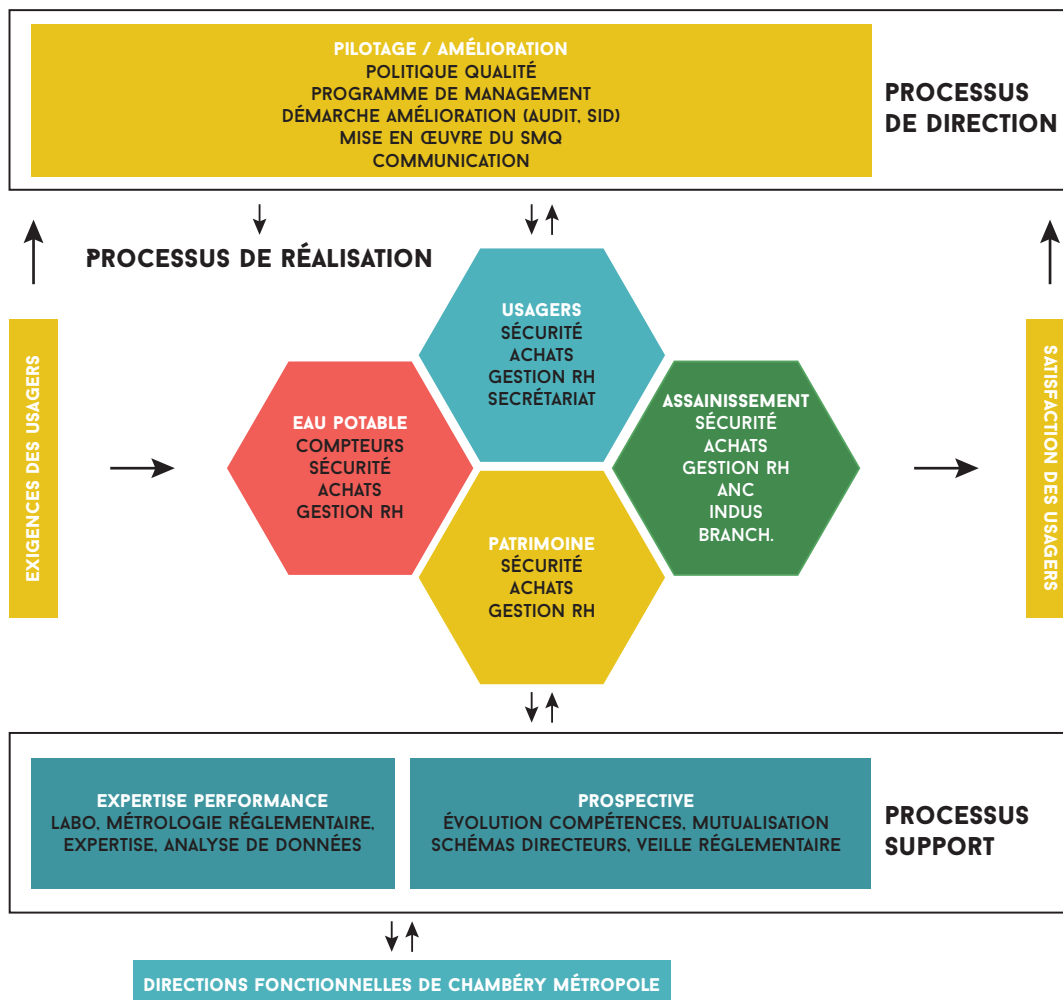 PILOTAGE / AMÉLIORATION
POLITIQUE QUALITÉ
PROGRAMME DE MANAGEMENT
DÉMARCHE AMÉLIORATION (AUDIT, SID)
MISE EN ŒUVRE DU SMQ
COMMUNICATION
PROCESSUS
DE DIRECTION
PROCESSUS DE RÉALISATION
EXIGENCES DES USAGERS
EAU POTABLE
COMPTEURS
SÉCURITÉ
ACHATS
GESTION RH
USAGERS
SÉCURITÉ
ACHATS
GESTION RH
SECRÉTARIAT
PATRIMOINE
SÉCURITÉ
ACHATS
GESTION RH
ASSAINISSEMENT
SÉCURITÉ
ACHATS
GESTION RH
ANC
INDUS
BRANCH.
SATISFACTION DES USAGERS
EXPERTISE PERFORMANCE
LABO, MÉTROLOGIE RÉGLEMENTAIRE,
EXPERTISE, ANALYSE DE DONNÉES
PROSPECTIVE
ÉVOLUTION COMPÉTENCES, MUTUALISATION
SCHÉMAS DIRECTEURS, VEILLE RÉGLEMENTAIRE
PROCESSUS
SUPPORT
DIRECTIONS FONCTIONNELLES DE CHAMBÉRY MÉTROPOLE